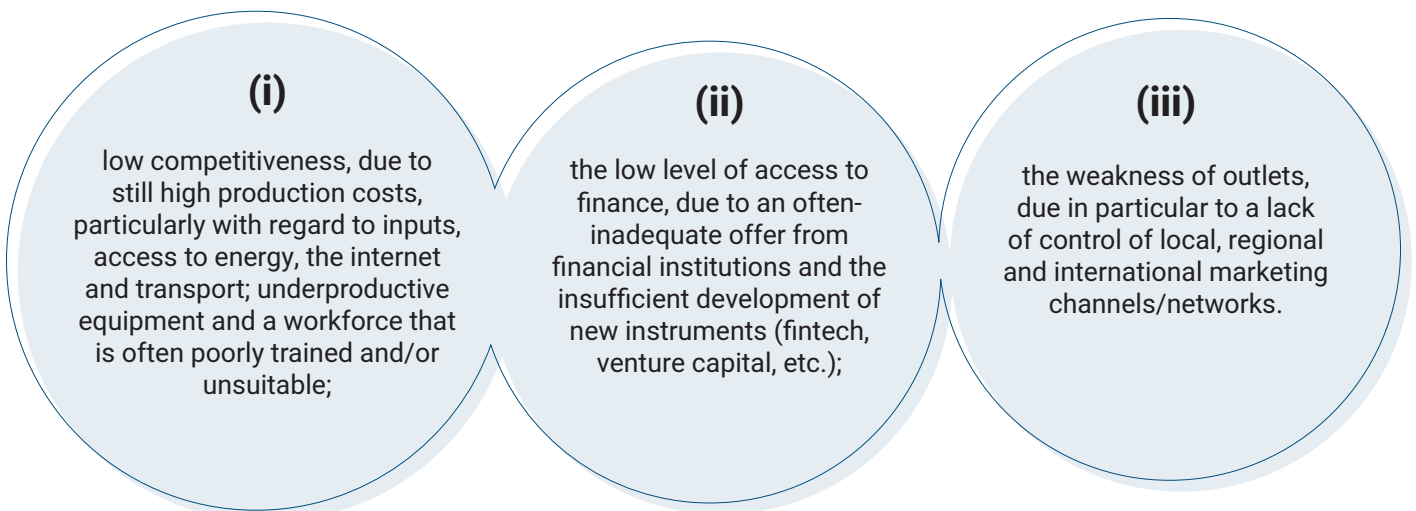 (i)
low competitiveness, due to
still high production costs,
particularly with regard to inputs,
access to energy, the internet
and transport; underproductive
equipment and a workforce that
is often poorly trained and/or
unsuitable;
(ii)
the low level of access to
finance, due to an often-
inadequate offer from
financial institutions and the
insufficient development of
new instruments (fintech,
venture capital, etc.);
(iii)
the weakness of outlets,
due in particular to a lack
of control of local, regional
and international marketing
channels/networks.